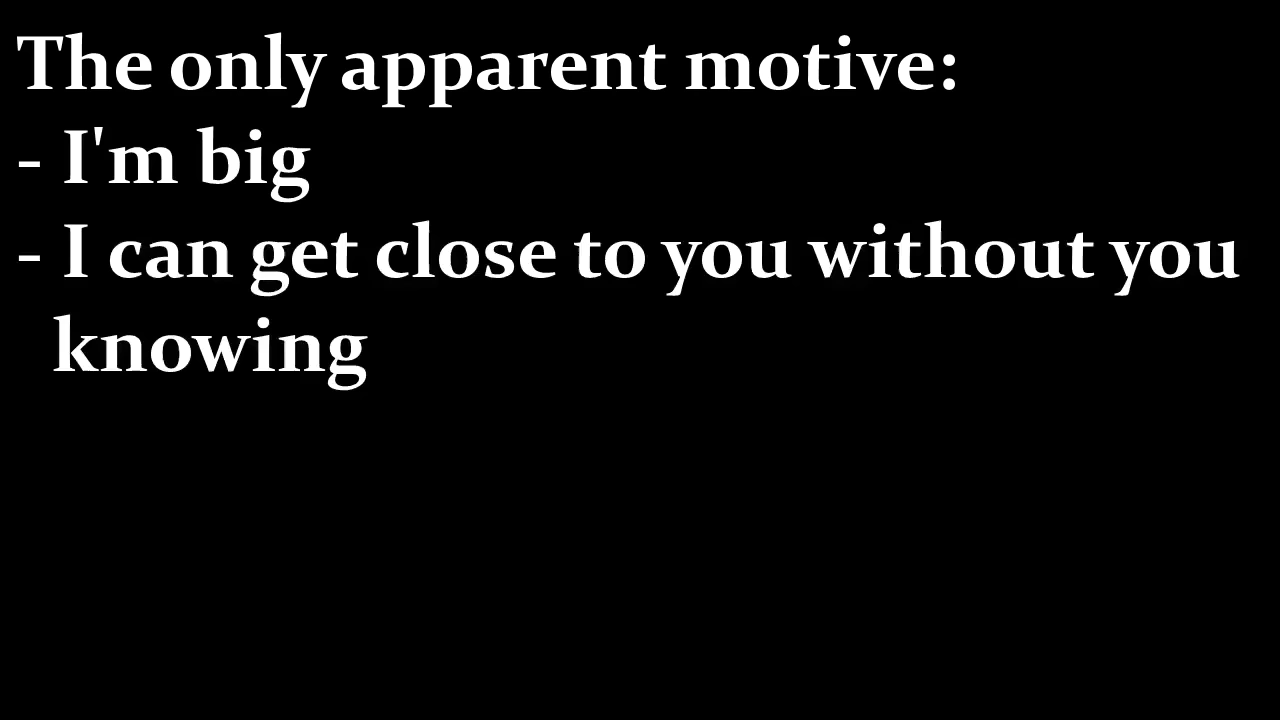 The only apparent motive:
- I'm big
- I can get close to you without you
knowing